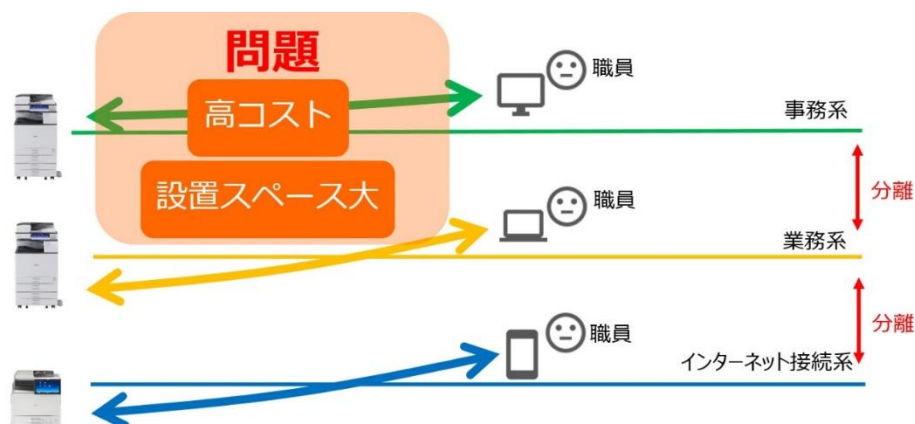 問題
高コスト
設置スペース大
職員
事務系
分離
職員
業務系
分離
職員
インターネット接続系